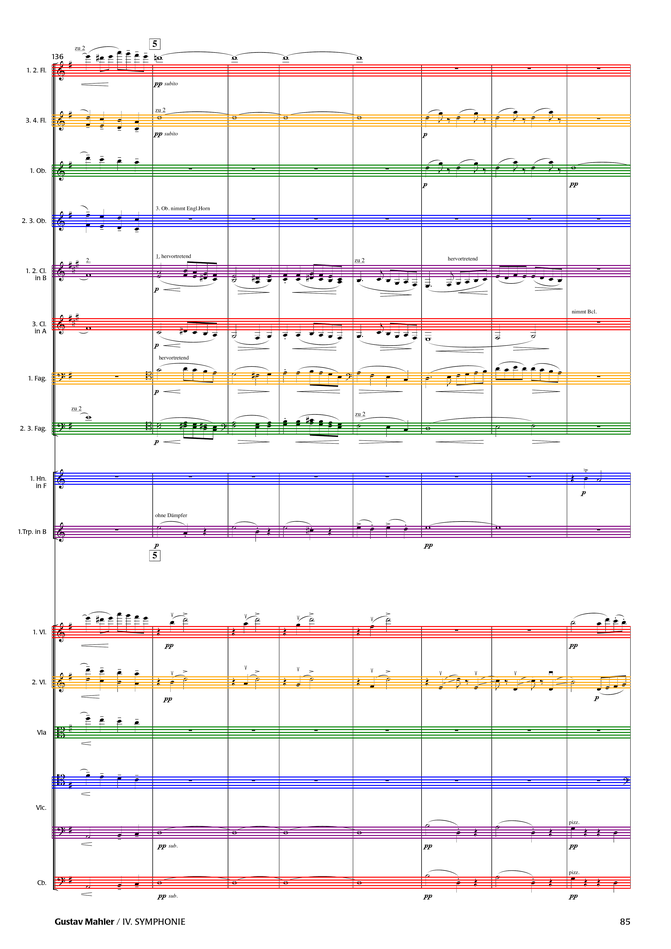 zu 2
5
136
1. 2. Fl.
pp subito
zu 2
3. 4. Fl.
pp subito
p
1. Ob.
p
pp
3. Ob. nimmt Engl.Horn
2. 3. Ob.
2.
1. hervortretend
zu 2
hervortretend
1. 2. Cl.
in B
p
nimmt Bcl.
3. Cl.
in A
p
hervortretend
1. Fag.
p
zu 2
zu 2
2. 3. Fag.
p
1. Hn.
in F
p
ohne Dämpfer
1.Trp. in B
p
pp
5
1. Vl.
pp
pp
2. Vl.
pp
p
Vla
Vlc.
pizz.
pp sub.
pp
pp
pizz.
Cb.
pp sub.
pp
pp
Gustav Mahler / IV. SYMPHONIE
85